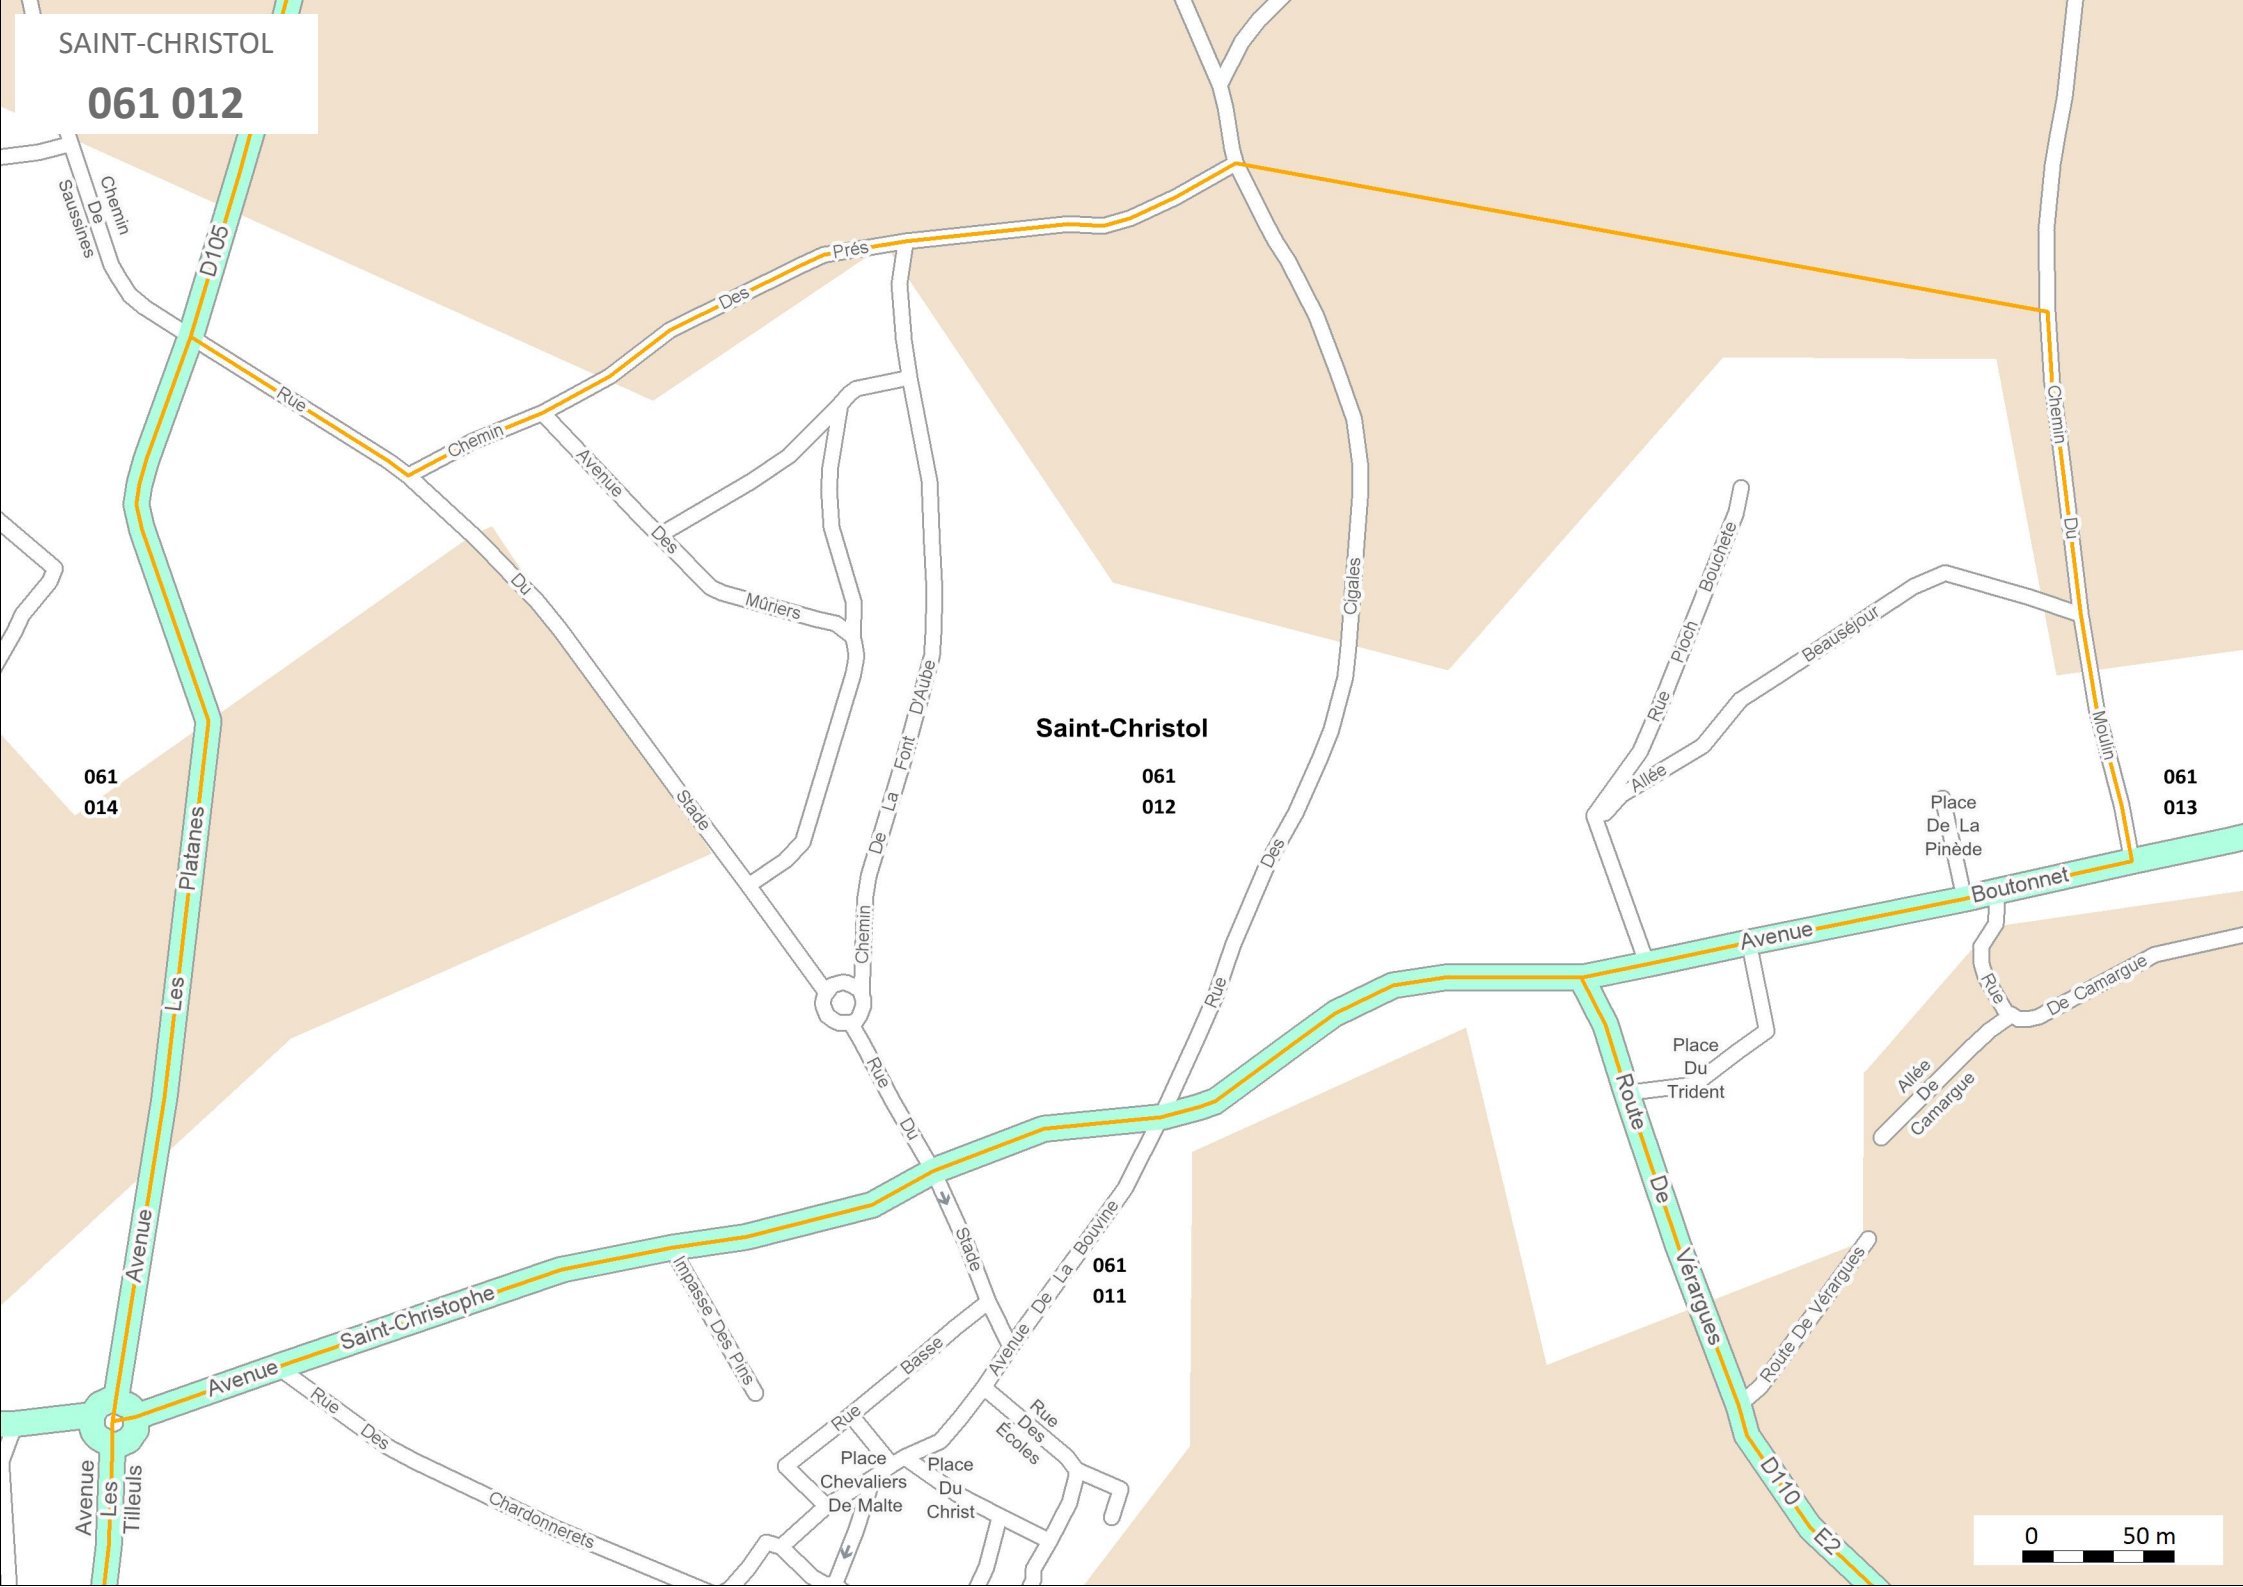 SAINT-CHRISTOL
061 012
Chemin
De
Saussines
D105
Prés
Des
Rue
Chemin
Avenue
Des
Mûriers
Du
Stade
Chemin De La Font D'Aube
Cigales
Des
Rue
Saint-Christol
061
012
061
014
061
013
Rue Pioch Bouchete
Allée Beauséjour
Chemin
Du
Moulin
Place
De La
Pinède
Avenue Boutonnet
Rue De Camargue
Allée
De
Camargue
Place
Du
Trident
Route
De
Vérargues
Route De Vérargues
D110
E2
Platanes
Les
Avenue
Rue
Du
Stade
Avenue De La Bouvine
061
011
Avenue Saint-Christophe
Impasse Des Pins
Rue Des Chardonnerets
Rue Basse
Rue
Des
Écoles
Place
Chevaliers
De Malte
Place
Du
Christ
Avenue
Les
Tilleuls
0 50 m